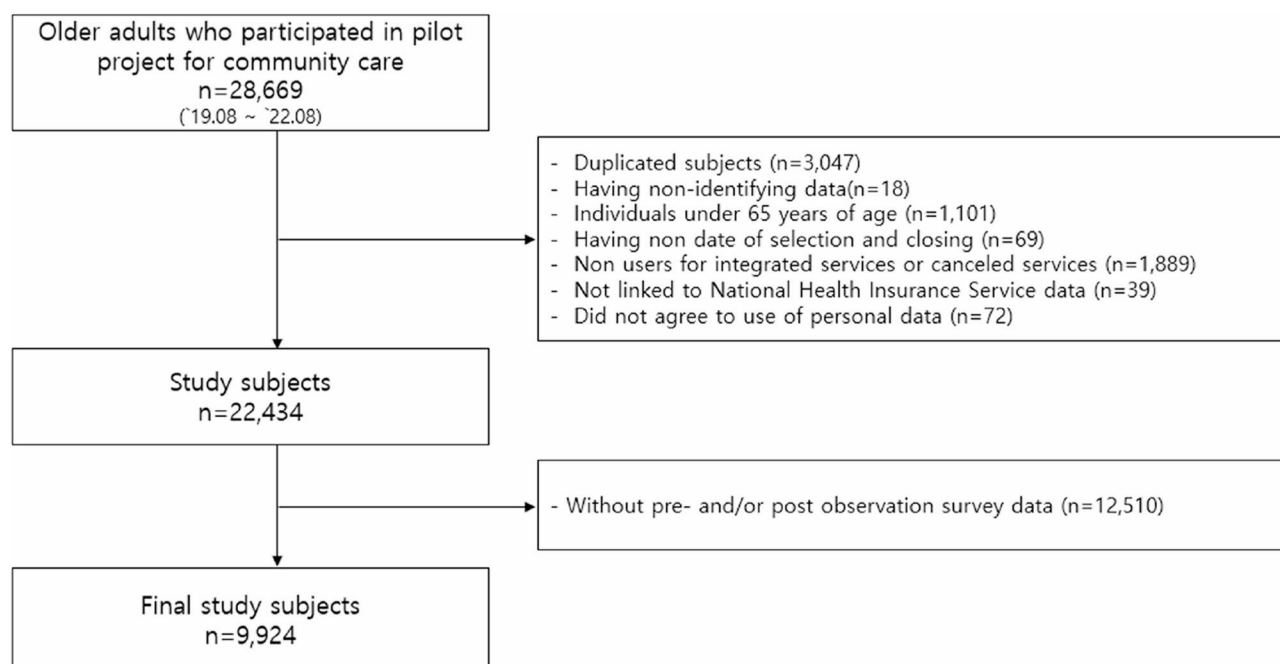 Older adults who participated in pilot
project for community care
n=28,669
(`19.08 ~ `22.08)
- Duplicated subjects (n=3,047)
- Having non-identifying data(n=18)
- Individuals under 65 years of age (n=1,101)
- Having non date of selection and closing (n=69)
- Non users for integrated services or canceled services (n=1,889)
- Not linked to National Health Insurance Service data (n=39)
- Did not agree to use of personal data (n=72)
Study subjects
n=22,434
- Without pre- and/or post observation survey data (n=12,510)
Final study subjects
n=9,924